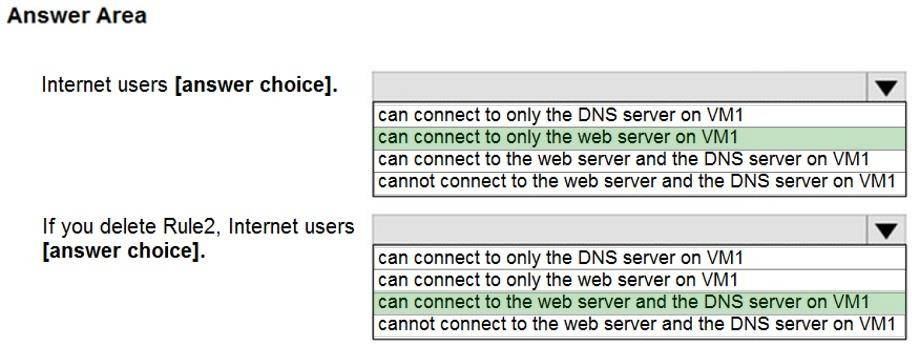 Answer Area
Internet users [answer choice].
can connect to only the DNS server on VM1
can connect to only the web server on VM1
can connect to the web server and the DNS server on VM1
cannot connect to the web server and the DNS server on VM1
If you delete Rule2, Internet users
[answer choice].
can connect to only the DNS server on VM1
can connect to only the web server on VM1
can connect to the web server and the DNS server on VM1
cannot connect to the web server and the DNS server on VM1